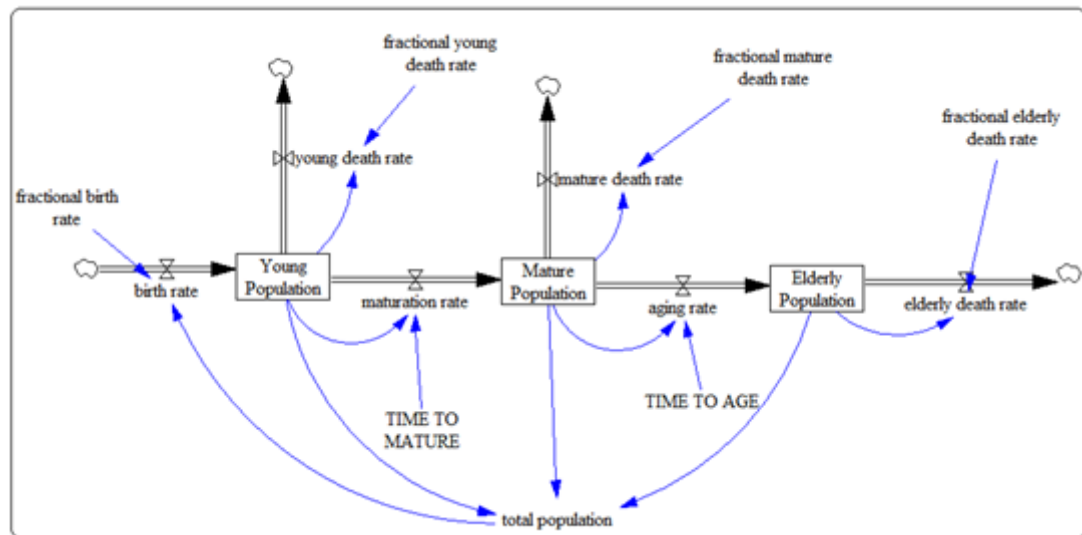 fractional young
death rate
fractional mature
death rate
fractional elderly
death rate
young death rate
mature death rate
fractional birth
rate
Young
Population
Mature
Population
Elderly
Population
birth rate
maturation rate
aging rate
elderly death rate
TIME TO
MATURE
TIME TO AGE
total population